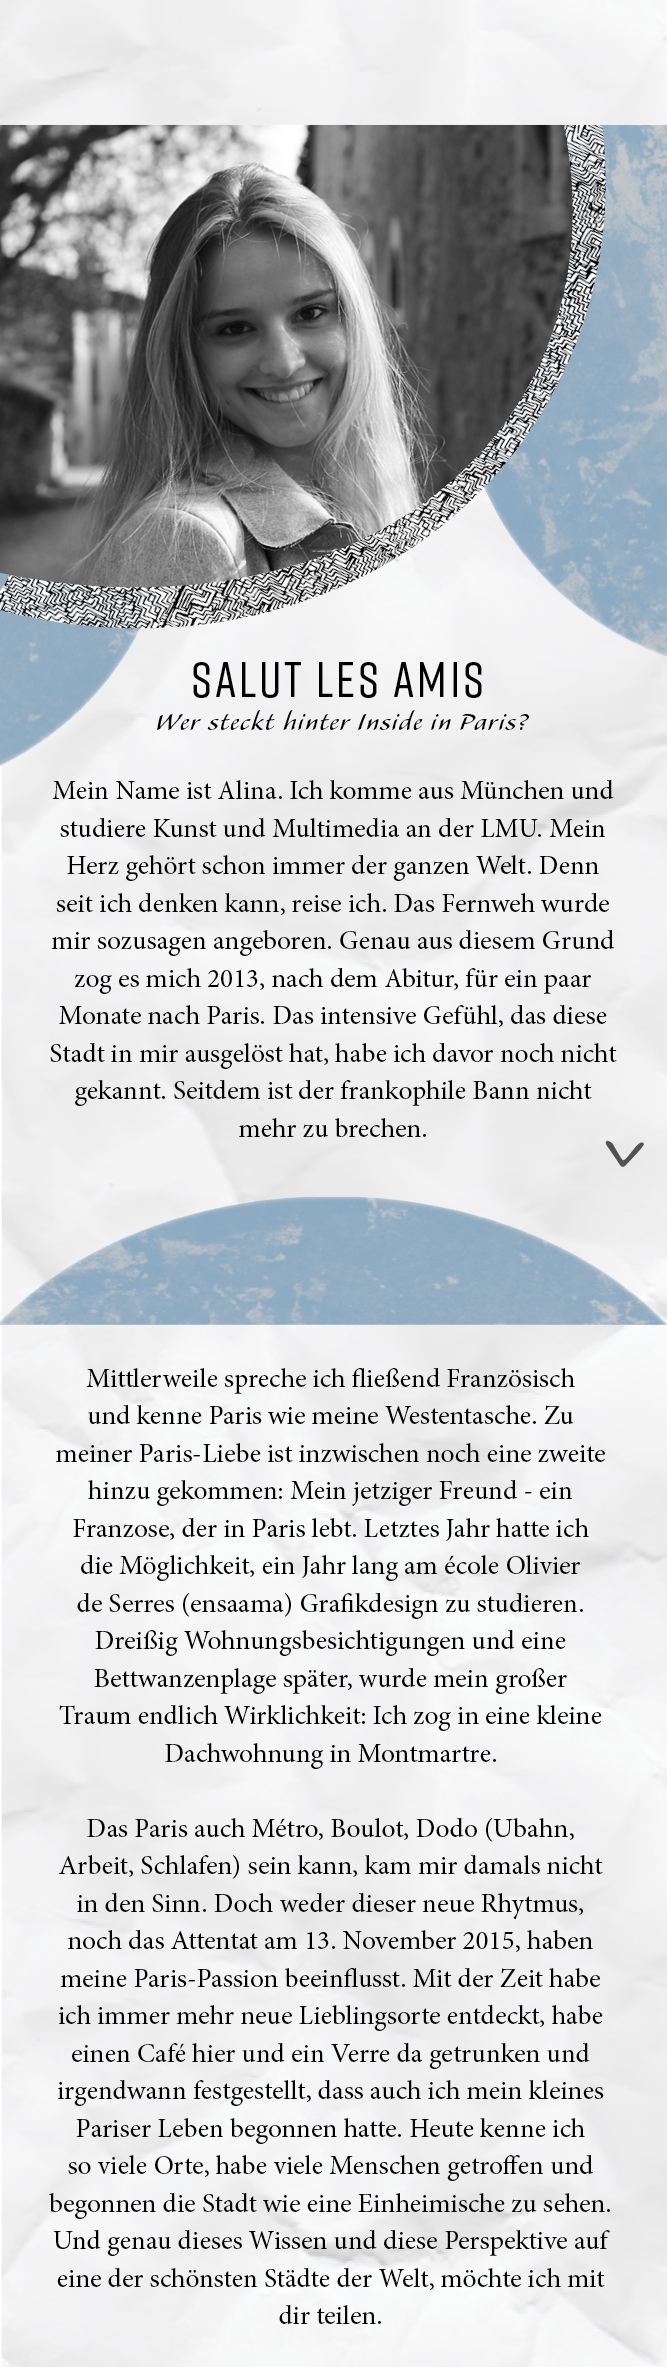 SALUT LES AMIS
Wer steckt hinter Inside in Paris?
Mein Name ist Alina. Ich komme aus München und
studiere Kunst und Multimedia an der LMU. Mein
Herz gehört schon immer der ganzen Welt. Denn
seit ich denken kann, reise ich. Das Fernweh wurde
mir sozusagen angeboren. Genau aus diesem Grund
zog es mich 2013, nach dem Abitur, für ein paar
Monate nach Paris. Das intensive Gefühl, das diese
Stadt in mir ausgelöst hat, habe ich davor noch nicht
gekannt. Seitdem ist der frankophile Bann nicht
mehr zu brechen.
Mittlerweile spreche ich fließend Französisch
und kenne Paris wie meine Westentasche. Zu
meiner Paris-Liebe ist inzwischen noch eine zweite
hinzu gekommen: Mein jetziger Freund - ein
Franzose, der in Paris lebt. Letztes Jahr hatte ich
die Möglichkeit, ein Jahr lang am école Olivier
de Serres (ensaama) Grafikdesign zu studieren.
Dreißig Wohnungsbesichtigungen und eine
Bettwanzenplage später, wurde mein großer
Traum endlich Wirklichkeit: Ich zog in eine kleine
Dachwohnung in Montmartre.
Das Paris auch Métro, Boulot, Dodo (Ubahn,
Arbeit, Schlafen) sein kann, kam mir damals nicht
in den Sinn. Doch weder dieser neue Rhytmus,
noch das Attentat am 13. November 2015, haben
meine Paris-Passion beeinflusst. Mit der Zeit habe
ich immer mehr neue Lieblingsorte entdeckt, habe
einen Café hier und ein Verre da getrunken und
irgendwann festgestellt, dass auch ich mein kleines
Pariser Leben begonnen hatte. Heute kenne ich
so viele Orte, habe viele Menschen getroffen und
begonnen die Stadt wie eine Einheimische zu sehen.
Und genau dieses Wissen und diese Perspektive auf
eine der schönsten Städte der Welt, möchte ich mit
dir teilen.